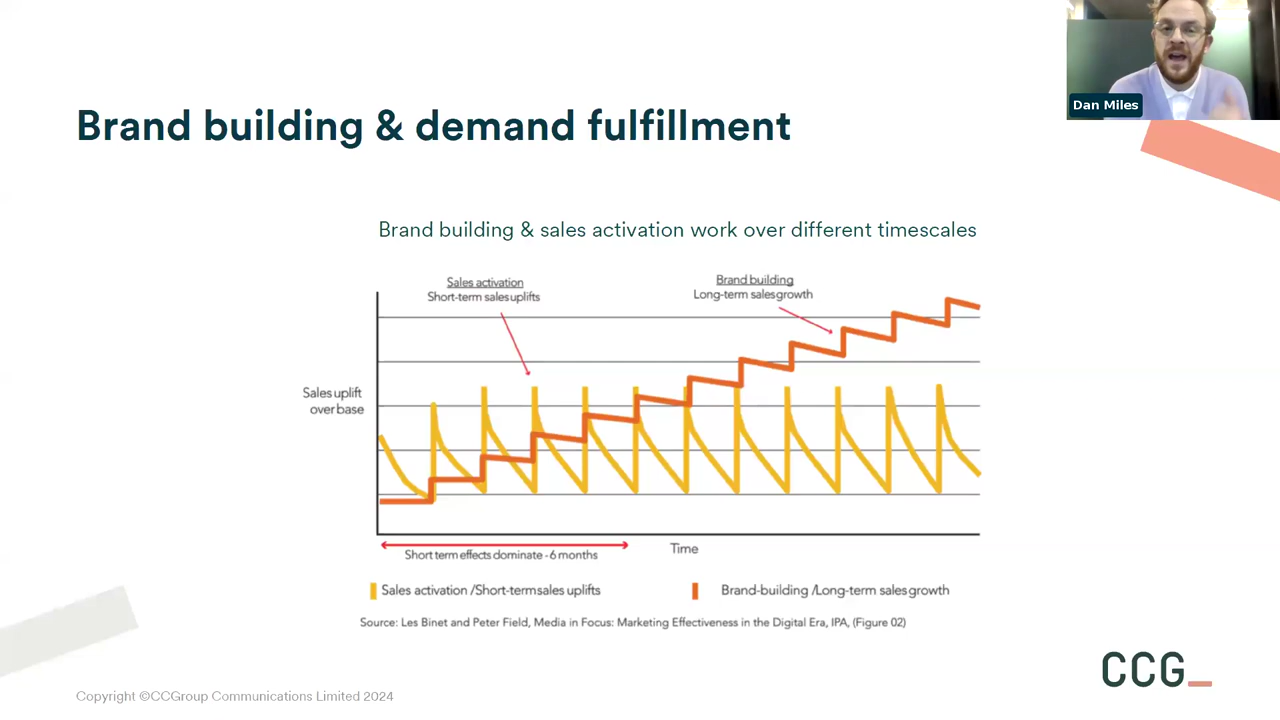 Dan Miles
Brand building & demand fulfillment
Brand building & sales activation work over different timescales
Sales activation
Short-term sales uplifts
Brand building
Long-term sales growth
Sales uplift
over base
Short term effects dominate - 6 months
Time
Sales activation /Short-term sales uplifts
Brand-building /Long-term sales growth
Source: Les Binet and Peter Field, Media in Focus: Marketing Effectiveness in the Digital Era, IPA, (Figure 02)
CCG_
Copyright ©CCGroup Communications Limited 2024